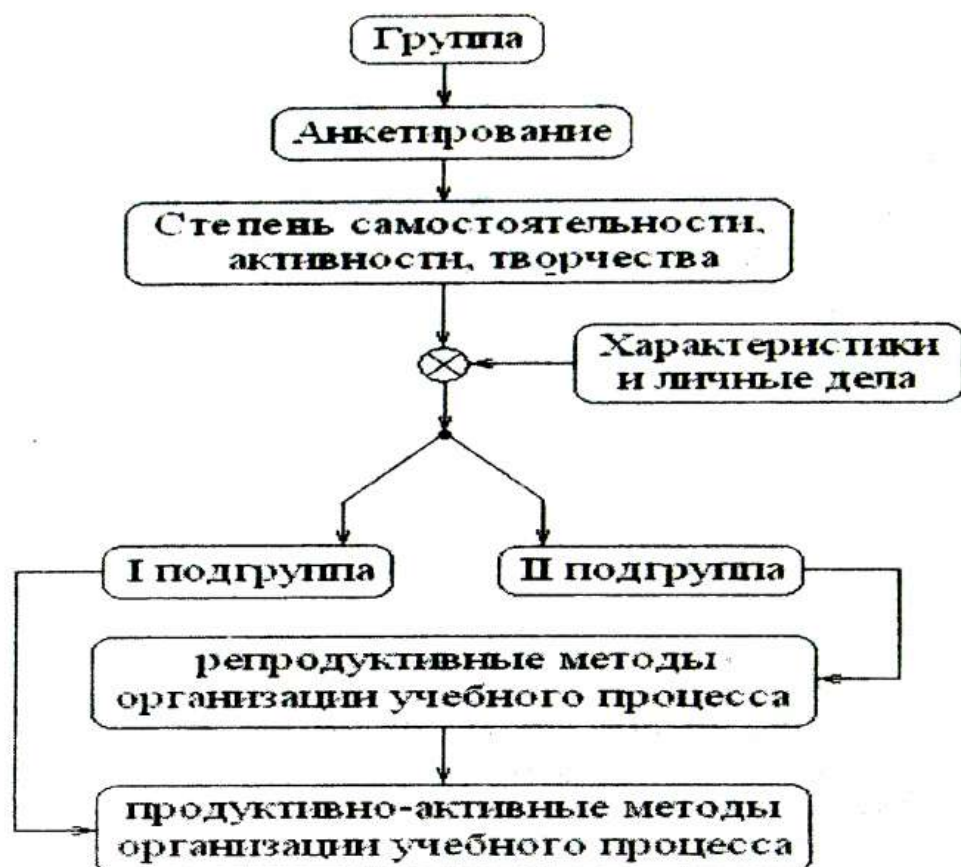 Группа
Анкетирование
Степень самостоятельности,
активности, творчества
Характеристики
и личные дела
I подгруппа
II подгруппа
репродуктивные методы
организации учебного процесса
продуктивно-активные методы
организации учебного процесса